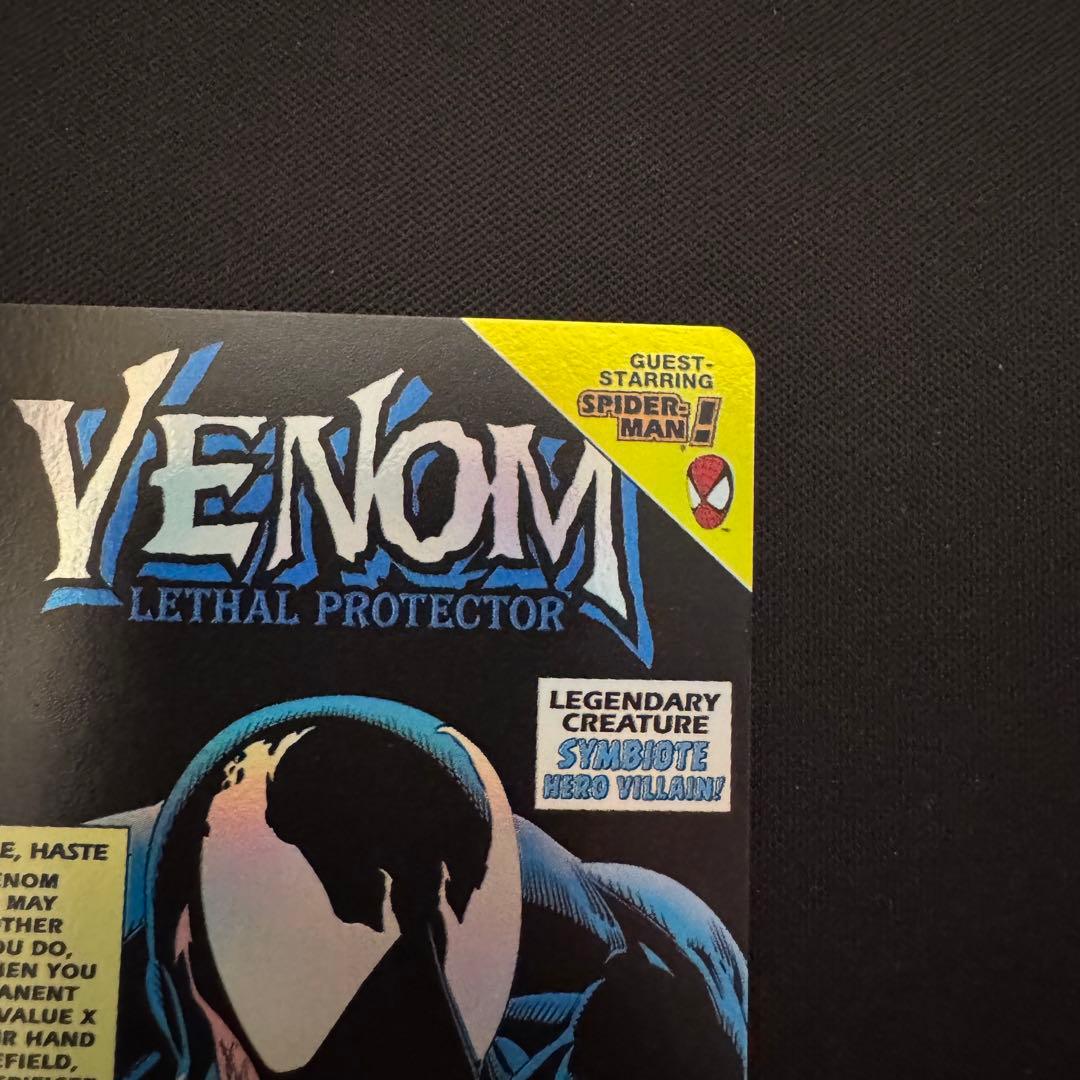 GUEST-
STARRING
SPIDER-
MAN!
VENOM
LETHAL PROTECTOR
LEGENDARY
CREATURE
SYMBIOTE
HERO VILLAIN!
E, HASTE
ENOM
MAY
OTHER
OU DO,
HEN YOU
ANENT
VALUE X
R HAND
EFIELD,